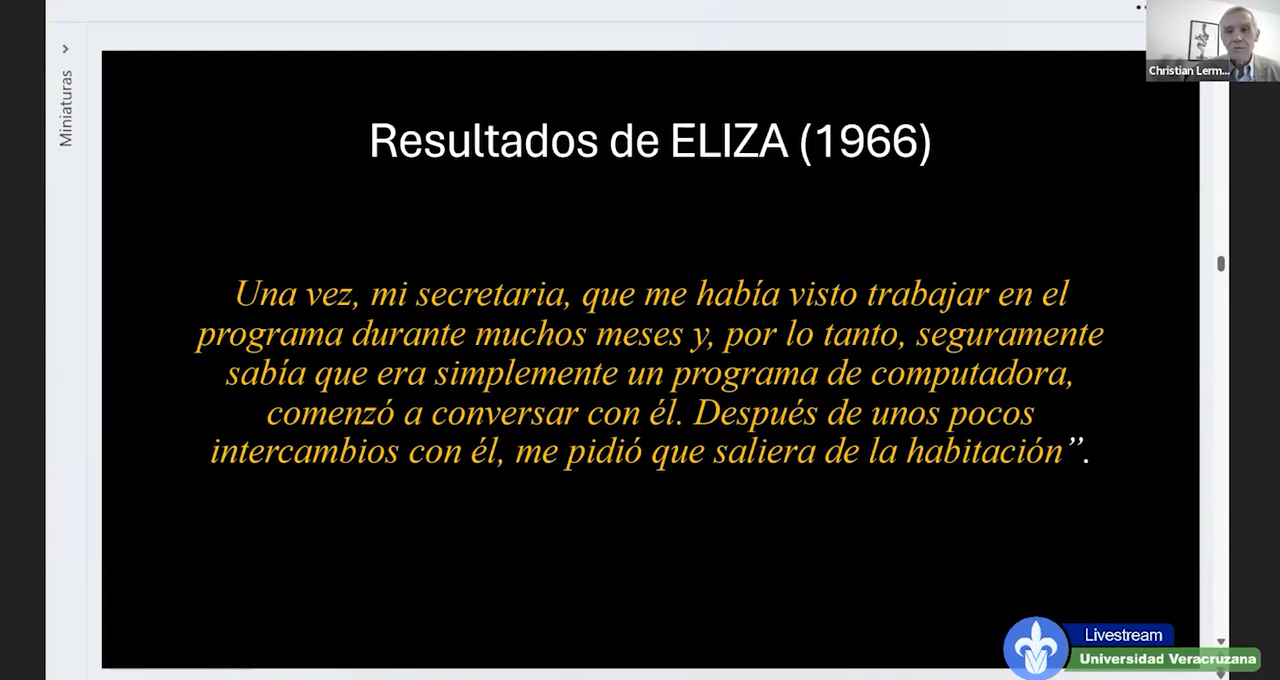 Miniaturas
Christian Lerm...
Resultados de ELIZA (1966)
Una vez, mi secretaria, que me había visto trabajar en el
programa durante muchos meses y, por lo tanto, seguramente
sabía que era simplemente un programa de computadora,
comenzó a conversar con él. Después de unos pocos
intercambios con él, me pidió que saliera de la habitación”.
Livestream
Universidad Veracruzana